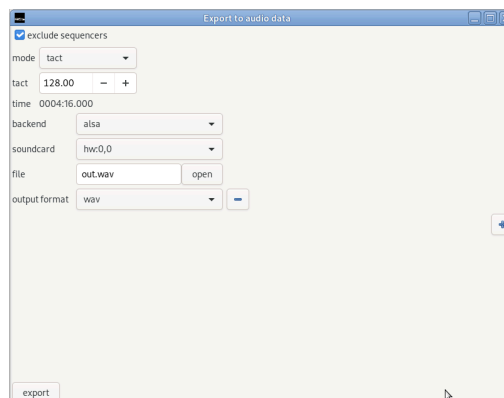 Export to audio data
exclude sequencers
mode tact
tact 128.00 − +
time 0004:16.000
backend alsa
soundcard hw:0,0
file out.wav open
output format wav −
+
export